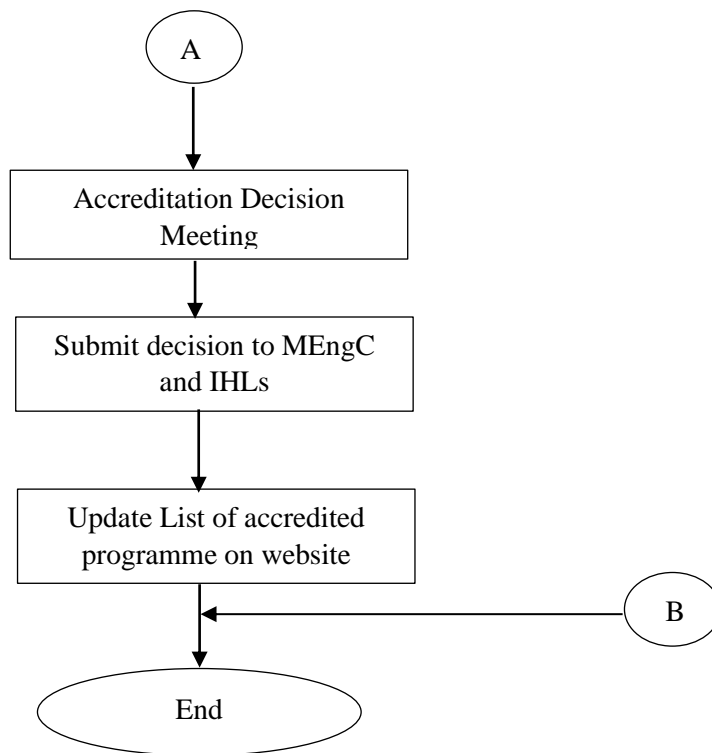 A
Accreditation Decision
Meeting
Submit decision to MEngC
and IHLs
Update List of accredited
programme on website
B
End